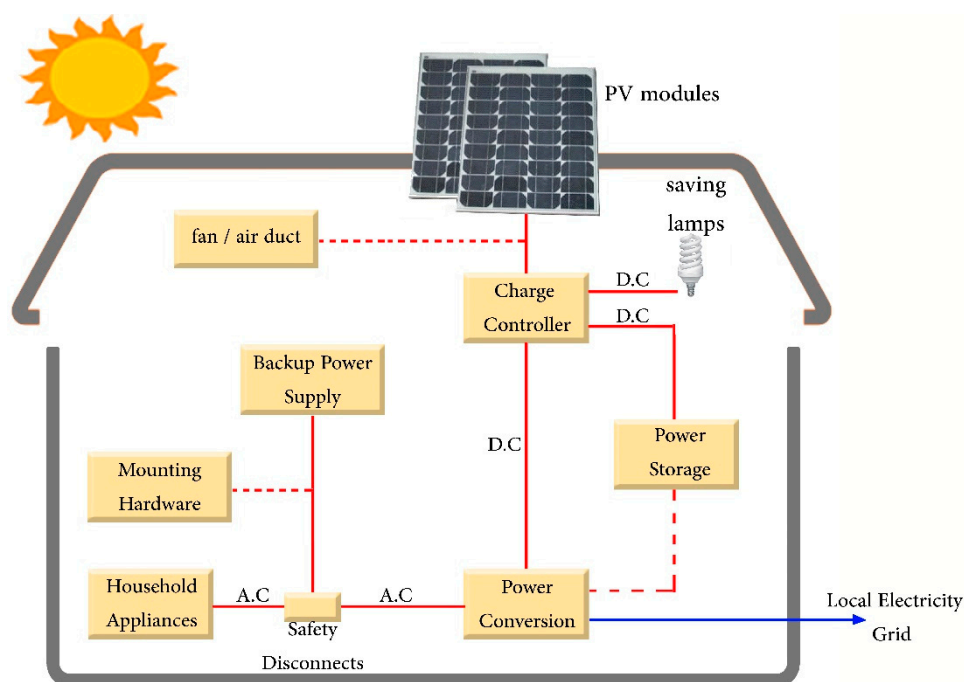 PV modules
saving
lamps
fan / air duct
D.C
Charge
Controller
D.C
Backup Power
Supply
D.C
Power
Storage
Mounting
Hardware
Household
Appliances
A.C
A.C
Power
Conversion
Safety
Disconnects
Local Electricity
Grid